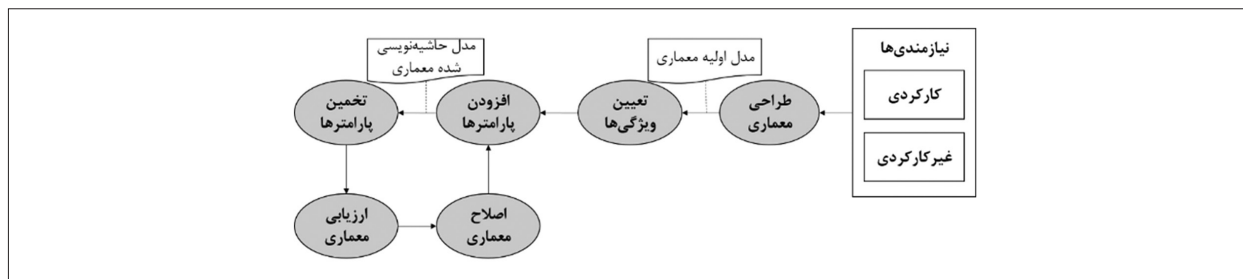 نیازمندی‌ها
کارکردی
غیرکارکردی
طراحی
معماری
مدل اولیه معماری
تعیین
ویژگی‌ها
افزودن
پارامترها
مدل حاشیه‌نویسی
شده معماری
تخمین
پارامترها
ارزیابی
معماری
اصلاح
معماری